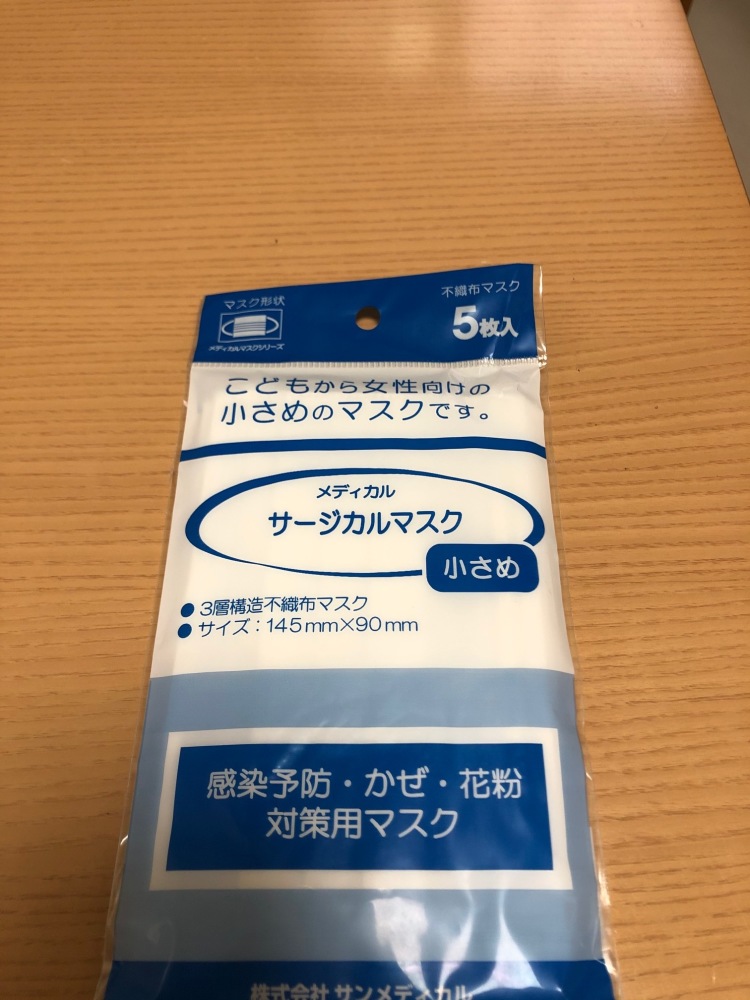 マスク形状
メディカルマスクシリーズ
不織布マスク
5枚入
こどもから女性向けの
小さめのマスクです。
メディカル
サージカルマスク
小さめ
●3層構造不織布マスク
●サイズ：145mm×90mm
感染予防・かぜ・花粉
対策用マスク
株式会社 サンメディカル